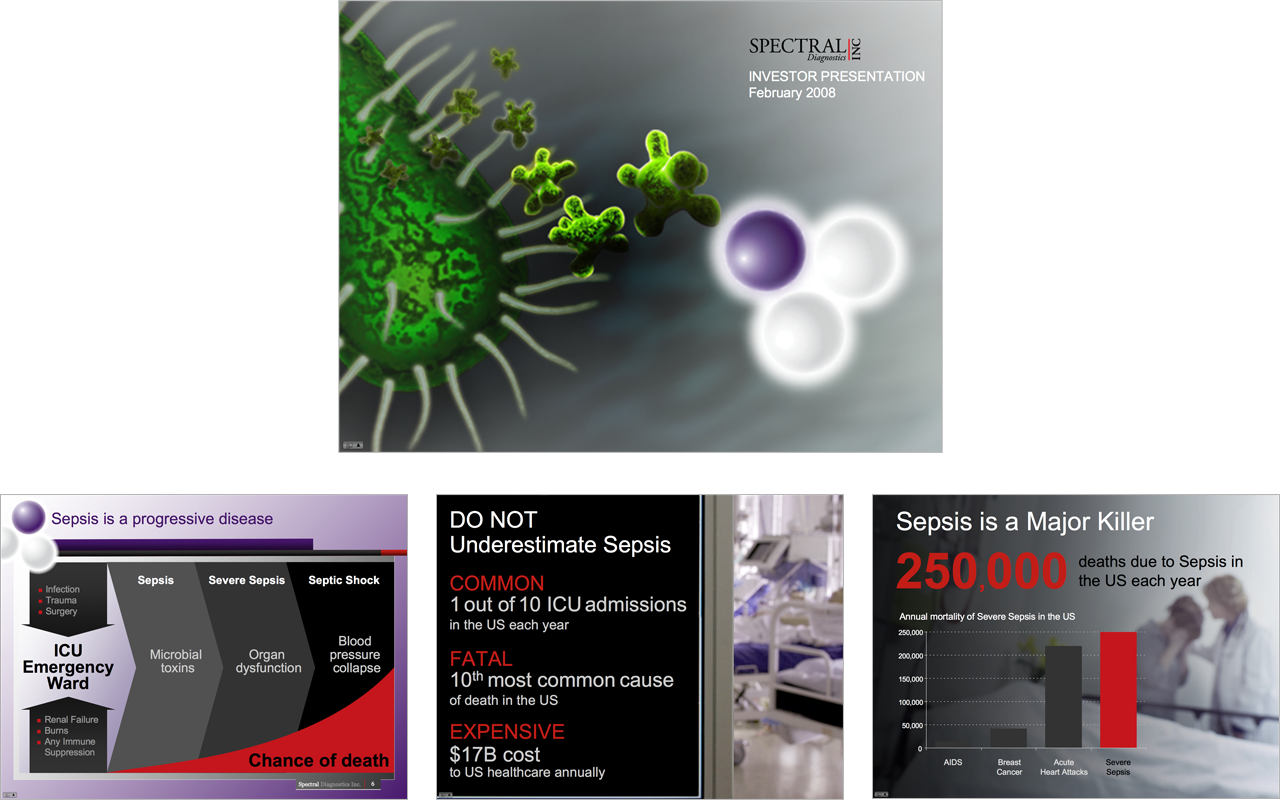 SPECTRAL
Diagnostics
INC
INVESTOR PRESENTATION
February 2008
Sepsis is a progressive disease
Infection
Trauma
Surgery
ICU
Emergency
Ward
Renal Failure
Burns
Any Immune
Suppression
Sepsis
Severe Sepsis
Septic Shock
Microbial
toxins
Organ
dysfunction
Blood
pressure
collapse
Chance of death
Spectral Diagnostics Inc. 6
DO NOT
Underestimate Sepsis
COMMON
1 out of 10 ICU admissions
in the US each year
FATAL
10th most common cause
of death in the US
EXPENSIVE
$17B cost
to US healthcare annually
Sepsis is a Major Killer
250,000
deaths due to Sepsis in
the US each year
Annual mortality of Severe Sepsis in the US
250,000
200,000
150,000
100,000
50,000
0
AIDS
Breast
Cancer
Acute
Heart Attacks
Severe
Sepsis